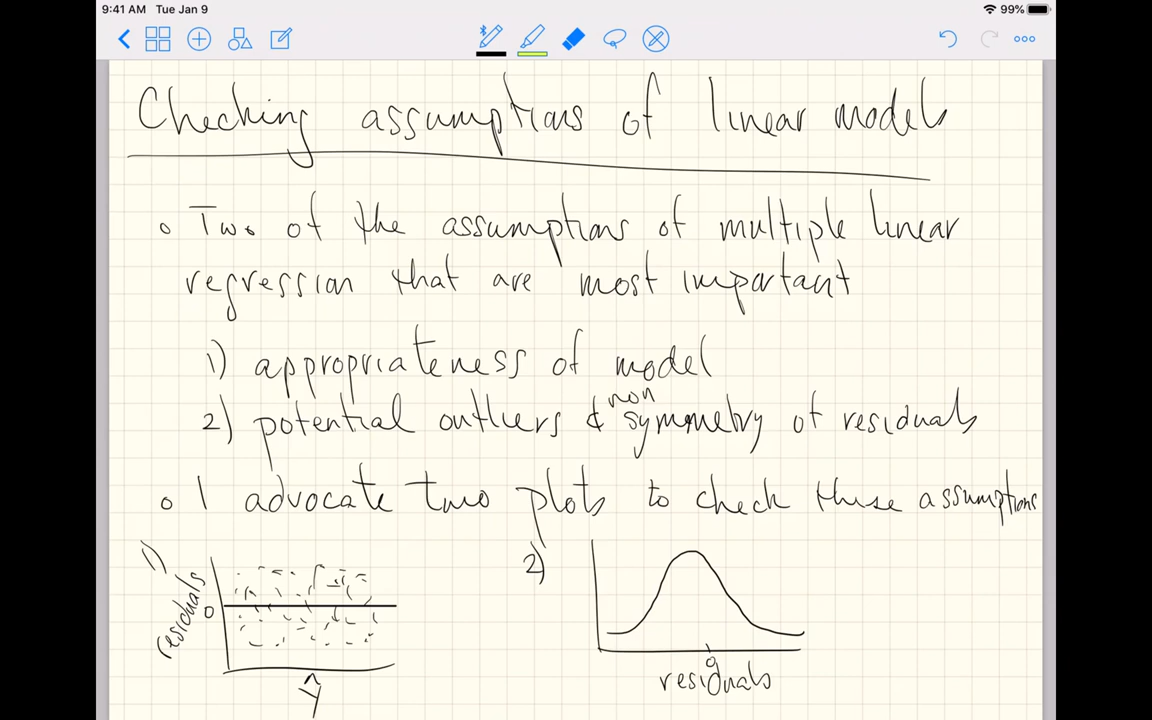 9:41 AM Tue Jan 9
99%
Checking assumptions of linear models
Two of the assumptions of multiple linear
regression that are most important
1) appropriateness of model
2) potential outliers & non symmetry of residuals
I advocate two plots to check these assumptions
1)
residuals
0
ŷ
2)
0
residuals